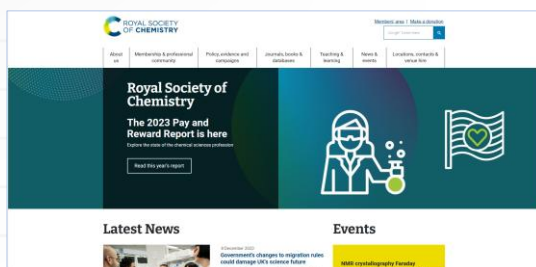 ROYAL SOCIETY
OF CHEMISTRY
Members' area | Make a donation
About us
Membership & professional community
Policy, evidence and campaigns
Journals, books & databases
Teaching & learning
News & events
Locations, contacts & venue hire
Royal Society of
Chemistry
The 2023 Pay and
Reward Report is here
Explore the state of the chemical sciences profession
Read this year's report
Latest News
Events
Government's changes to migration rules
could damage UK's science future
NMR crystallography Faraday